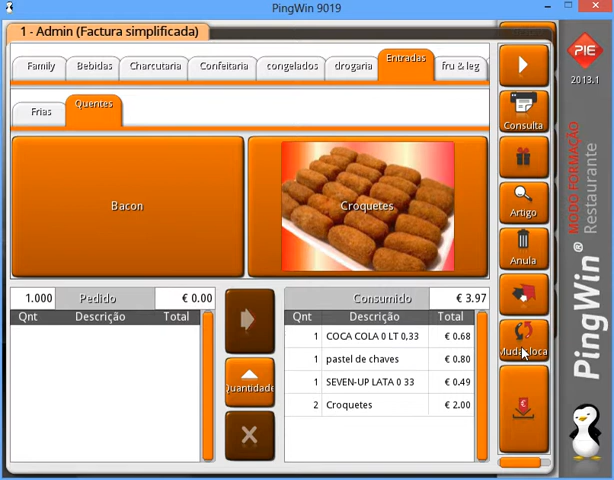 PingWin 9019
1 - Admin (Factura simplificada)
Family
Bebidas
Charcutaria
Confeitaria
congelados
drogaria
Entradas
fru & leg
Frias
Quentes
Bacon
Croquetes
1.000
Pedido
€ 0.00
Qnt
Descrição
Total
Quantidade
Consumido
€ 3.97
Qnt
Descrição
Total
1 COCA COLA 0 LT 0,33 € 0.68
1 pastel de chaves € 0.80
1 SEVEN-UP LATA 0 33 € 0.49
2 Croquetes € 2.00
Consulta
Artigo
Anula
PIE
2013.1
MODO FORMAÇÃO
Restaurante
PingWin®